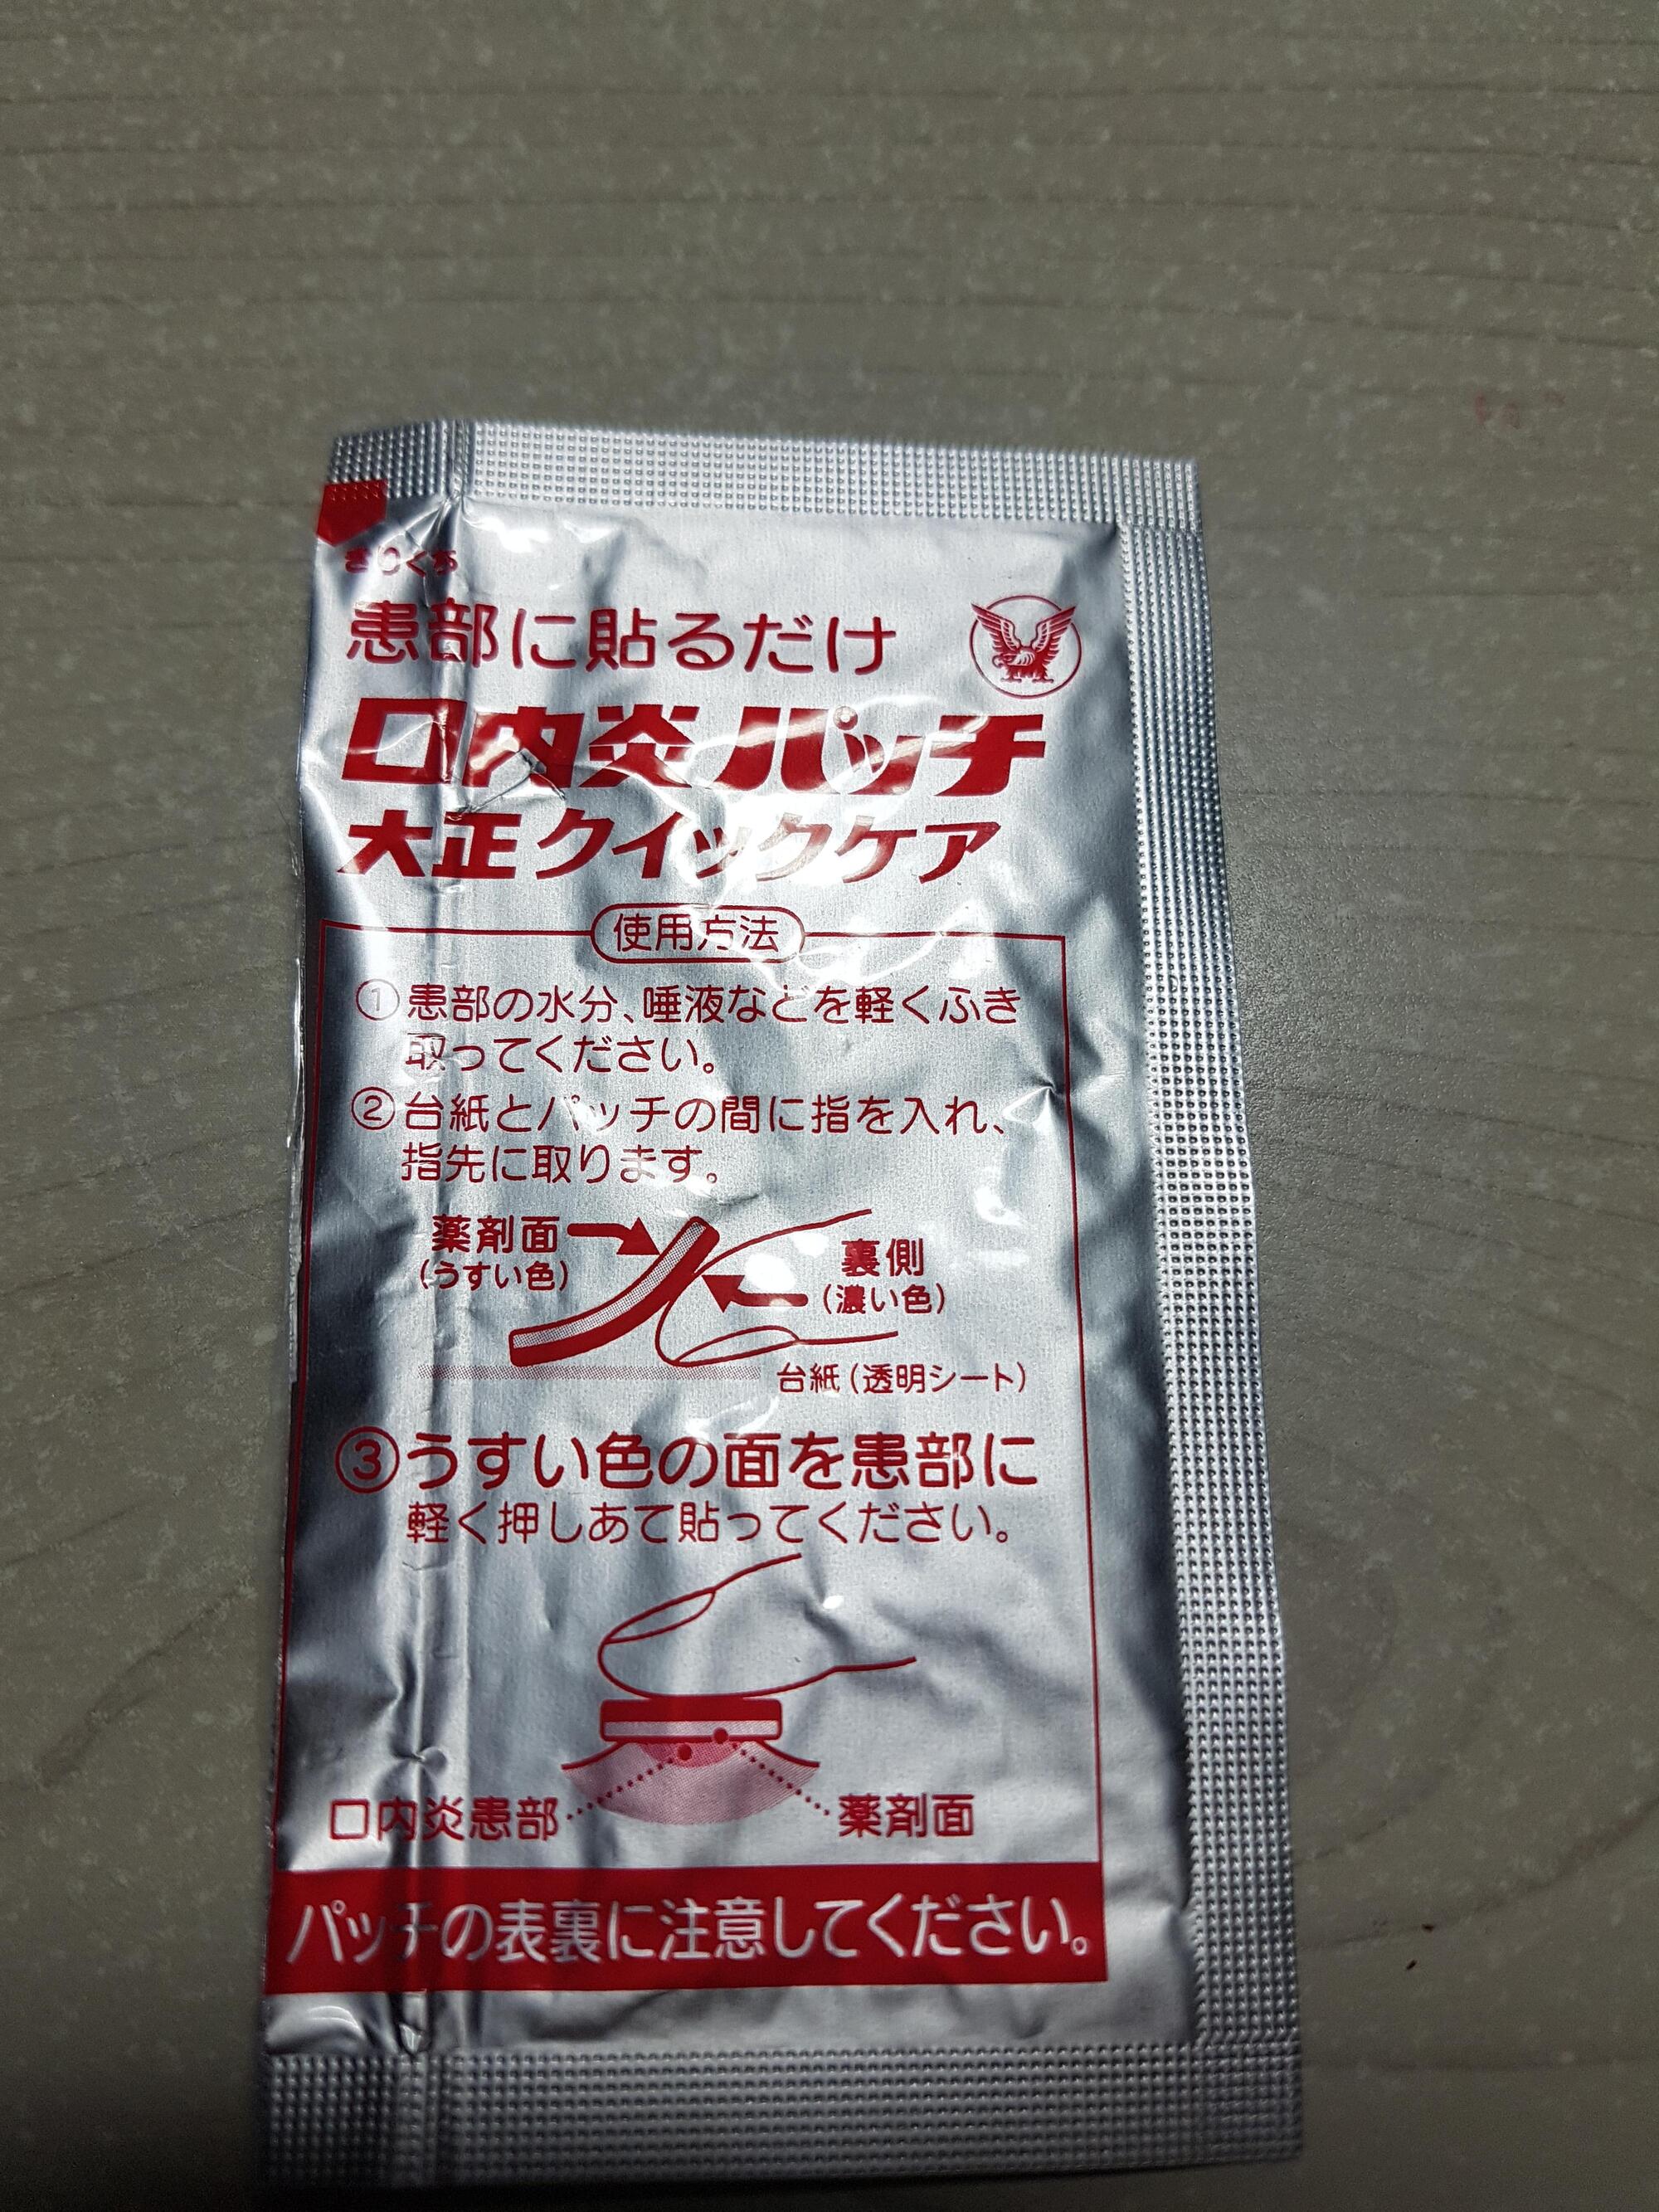 きりくち
患部に貼るだけ
口内炎パッチ
大正クイックケア
使用方法
①患部の水分、唾液などを軽くふき
取ってください。
②台紙とパッチの間に指を入れ、
指先に取ります。
薬剤面
(うすい色)
裏側
(濃い色)
台紙(透明シート)
③うすい色の面を患部に
軽く押しあて貼ってください。
口内炎患部
薬剤面
パッチの表裏に注意してください。